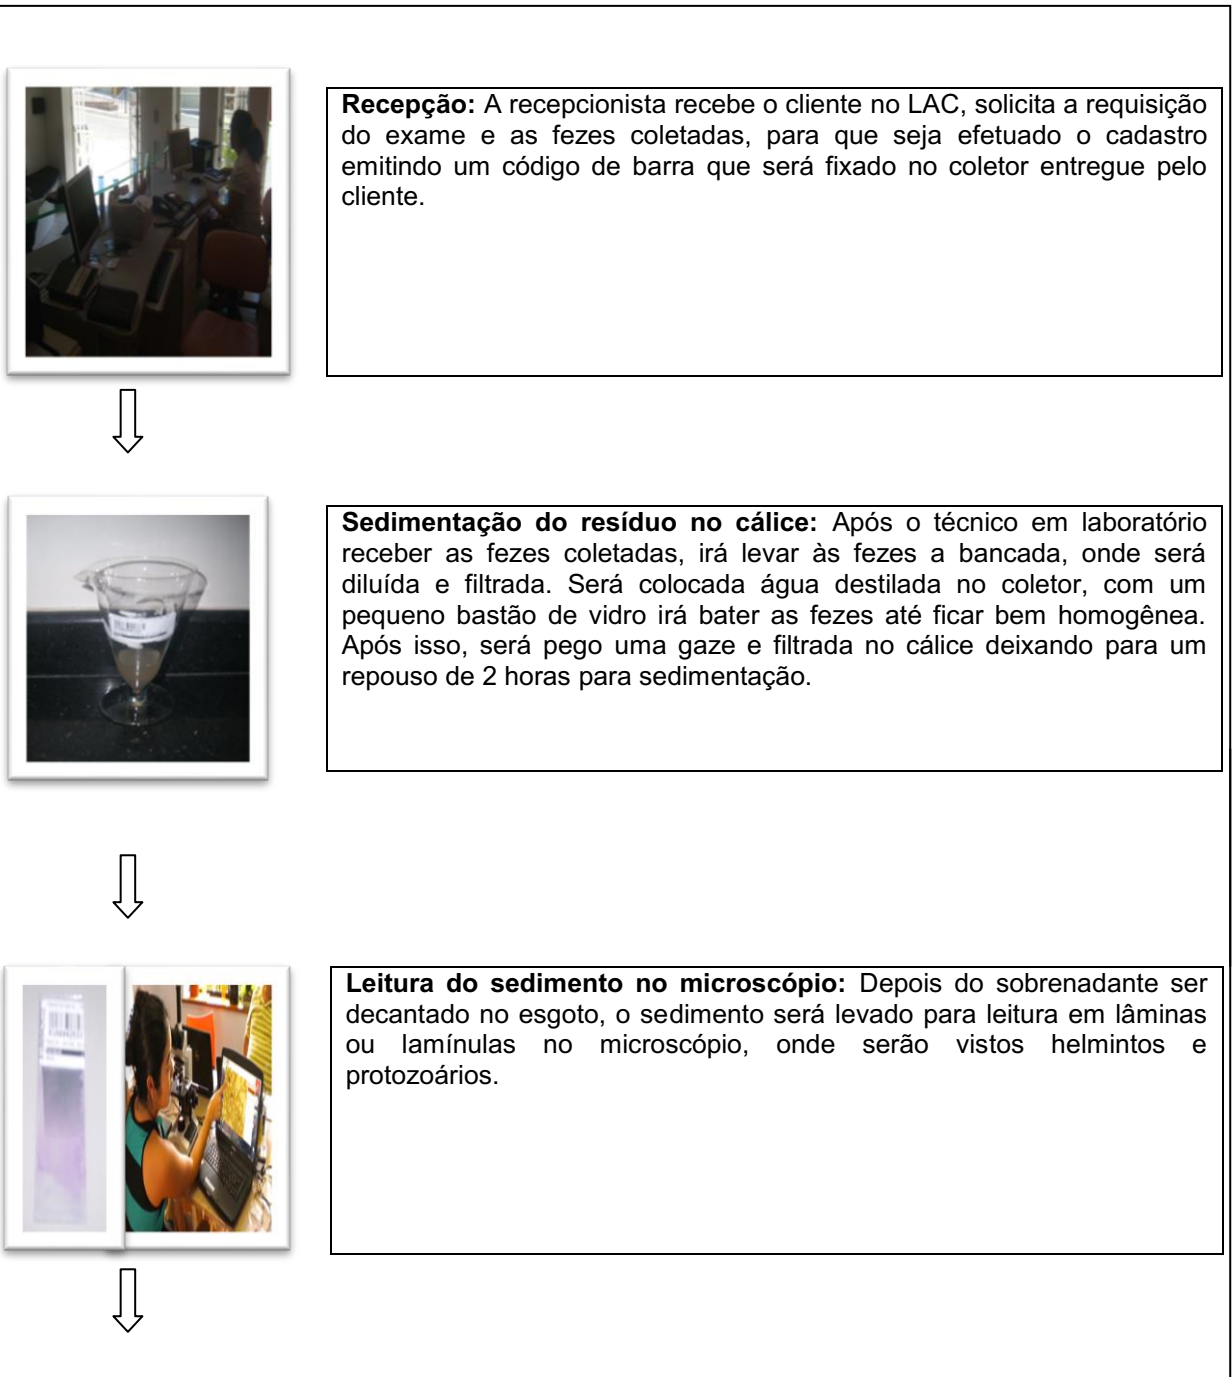 Recepção: A recepcionista recebe o cliente no LAC, solicita a requisição
do exame e as fezes coletadas, para que seja efetuado o cadastro
emitindo um código de barra que será fixado no coletor entregue pelo
cliente.
Sedimentação do resíduo no cálice: Após o técnico em laboratório
receber as fezes coletadas, irá levar às fezes a bancada, onde será
diluída e filtrada. Será colocada água destilada no coletor, com um
pequeno bastão de vidro irá bater as fezes até ficar bem homogênea.
Após isso, será pego uma gaze e filtrada no cálice deixando para um
repouso de 2 horas para sedimentação.
Leitura do sedimento no microscópio: Depois do sobrenadante ser
decantado no esgoto, o sedimento será levado para leitura em lâminas
ou lamínulas no microscópio, onde serão vistos helmintos e
protozoários.